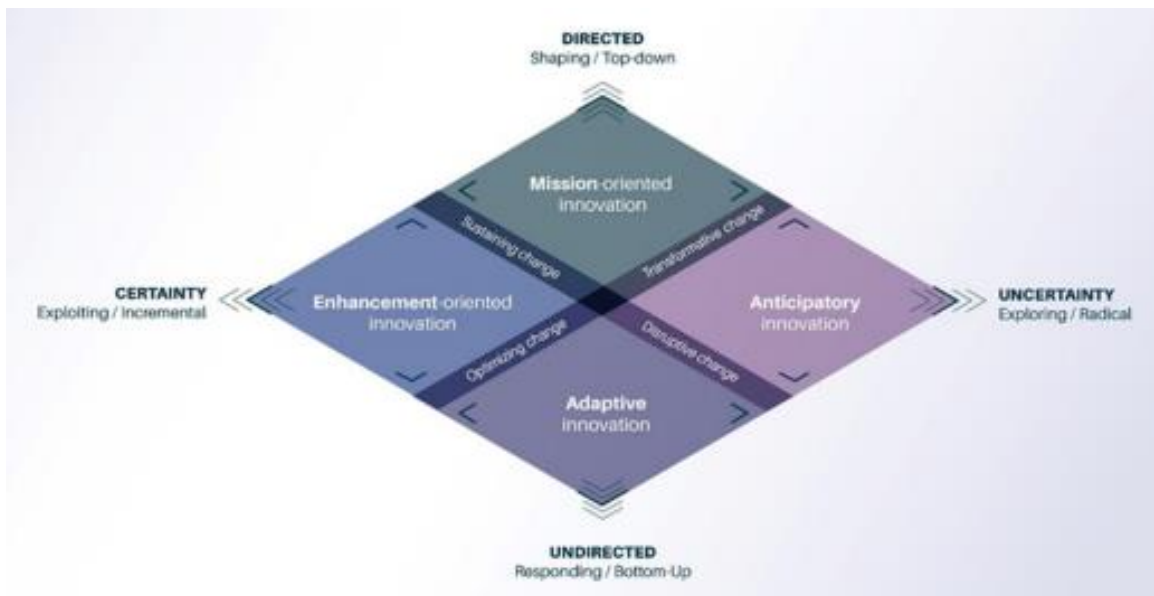 DIRECTED
Shaping / Top-down
Mission-oriented
innovation
Sustaining change
Transformative change
CERTAINTY
Exploiting / Incremental
Enhancement-oriented
innovation
Anticipatory
innovation
UNCERTAINTY
Exploring / Radical
Optimizing change
Disruptive change
Adaptive
innovation
UNDIRECTED
Responding / Bottom-Up